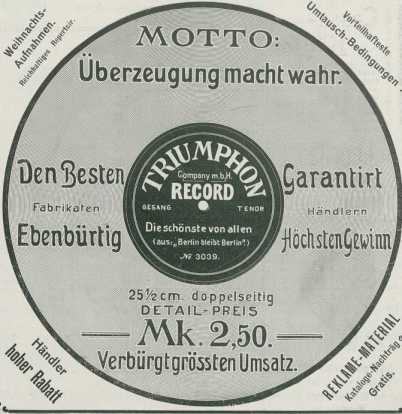 Weihnachts-
Aufnahmen.
Reichhaltiges Repertoir.
Vorteilhafteste
Umtausch-Bedingungen
MOTTO:
Überzeugung macht wahr.
Den Besten
Fabrikaten
Ebenbürtig
TRIUMPHON
Company m.b.H.
RECORD
GESANG TENOR
Die schönste von allen
(aus: „Berlin bleibt Berlin“)
No 3039.
Garantirt
Händlern
Höchsten Gewinn
25½ cm. doppelseitig
DETAIL-PREIS
Mk. 2,50.
Verbürgt grössten Umsatz.
Händler
hoher Rabatt
REKLAME-MATERIAL
Kataloge-Nachträge
Gratis.